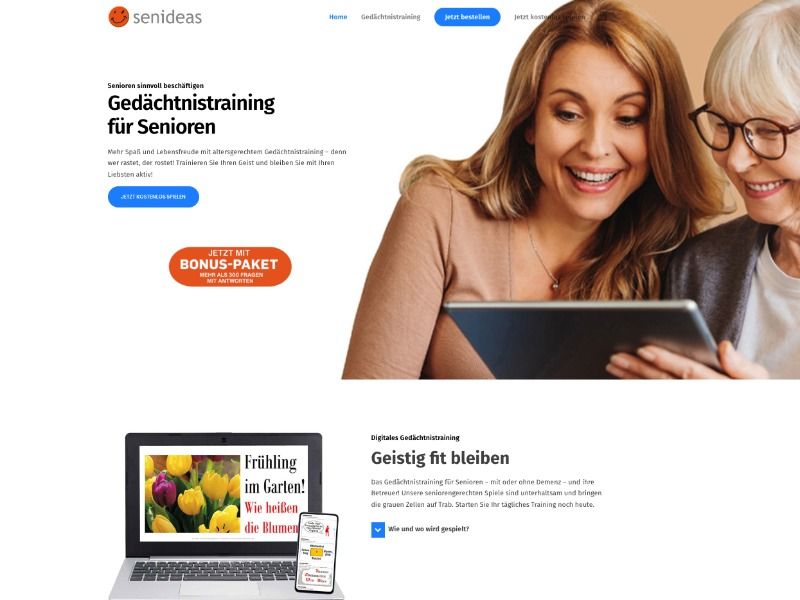 senideas
Home
Gedächtnistraining
Jetzt bestellen
Jetzt kostenlos spielen
Senioren sinnvoll beschäftigen
Gedächtnistraining
für Senioren
Mehr Spaß und Lebensfreude mit altersgerechtem Gedächtnistraining – denn
wer rastet, der rostet! Trainieren Sie Ihren Geist und bleiben Sie mit Ihren
Liebsten aktiv!
JETZT KOSTENLOS SPIELEN
JETZT MIT
BONUS-PAKET
MEHR ALS 300 FRAGEN
MIT ANTWORTEN
Digitales Gedächtnistraining
Geistig fit bleiben
Das Gedächtnistraining für Senioren – mit oder ohne Demenz – und ihre
Betreuer! Unsere seniorengerechten Spiele sind unterhaltsam und bringen
die grauen Zellen auf Trab. Starten Sie Ihr tägliches Training noch heute.
Wie und wo wird gespielt?
Frühling
im Garten!
Wie heißen
die Blumen